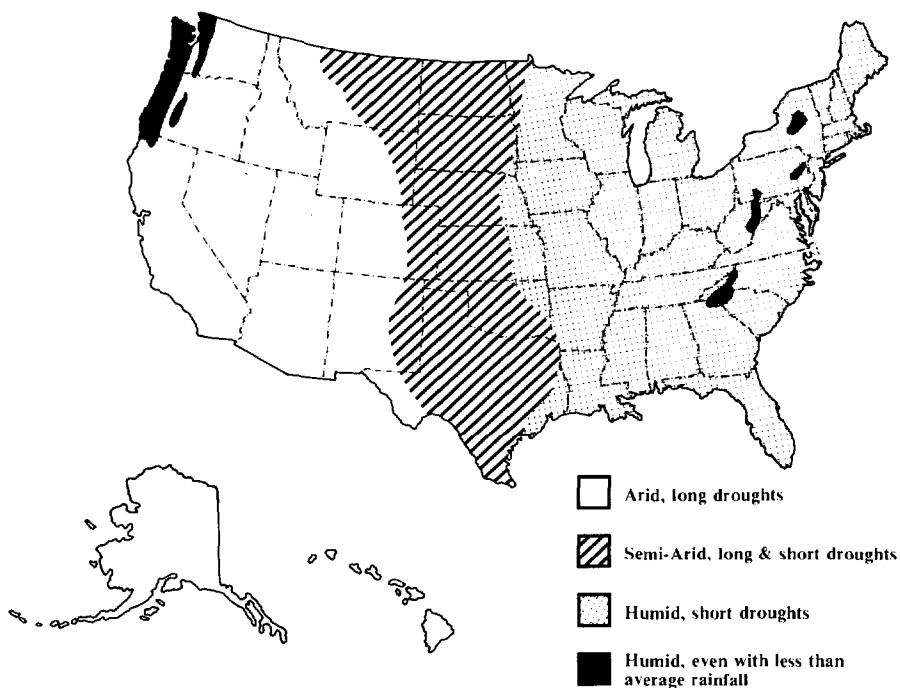 Arid, long droughts
Semi-Arid, long & short droughts
Humid, short droughts
Humid, even with less than
average rainfall